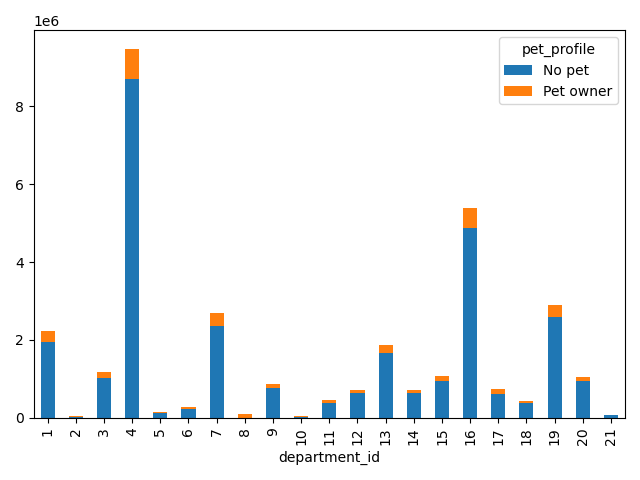 1e6
pet_profile
No pet
Pet owner
8
6
4
2
0
1 2 3 4 5 6 7 8 9 10 11 12 13 14 15 16 17 18 19 20 21
department_id